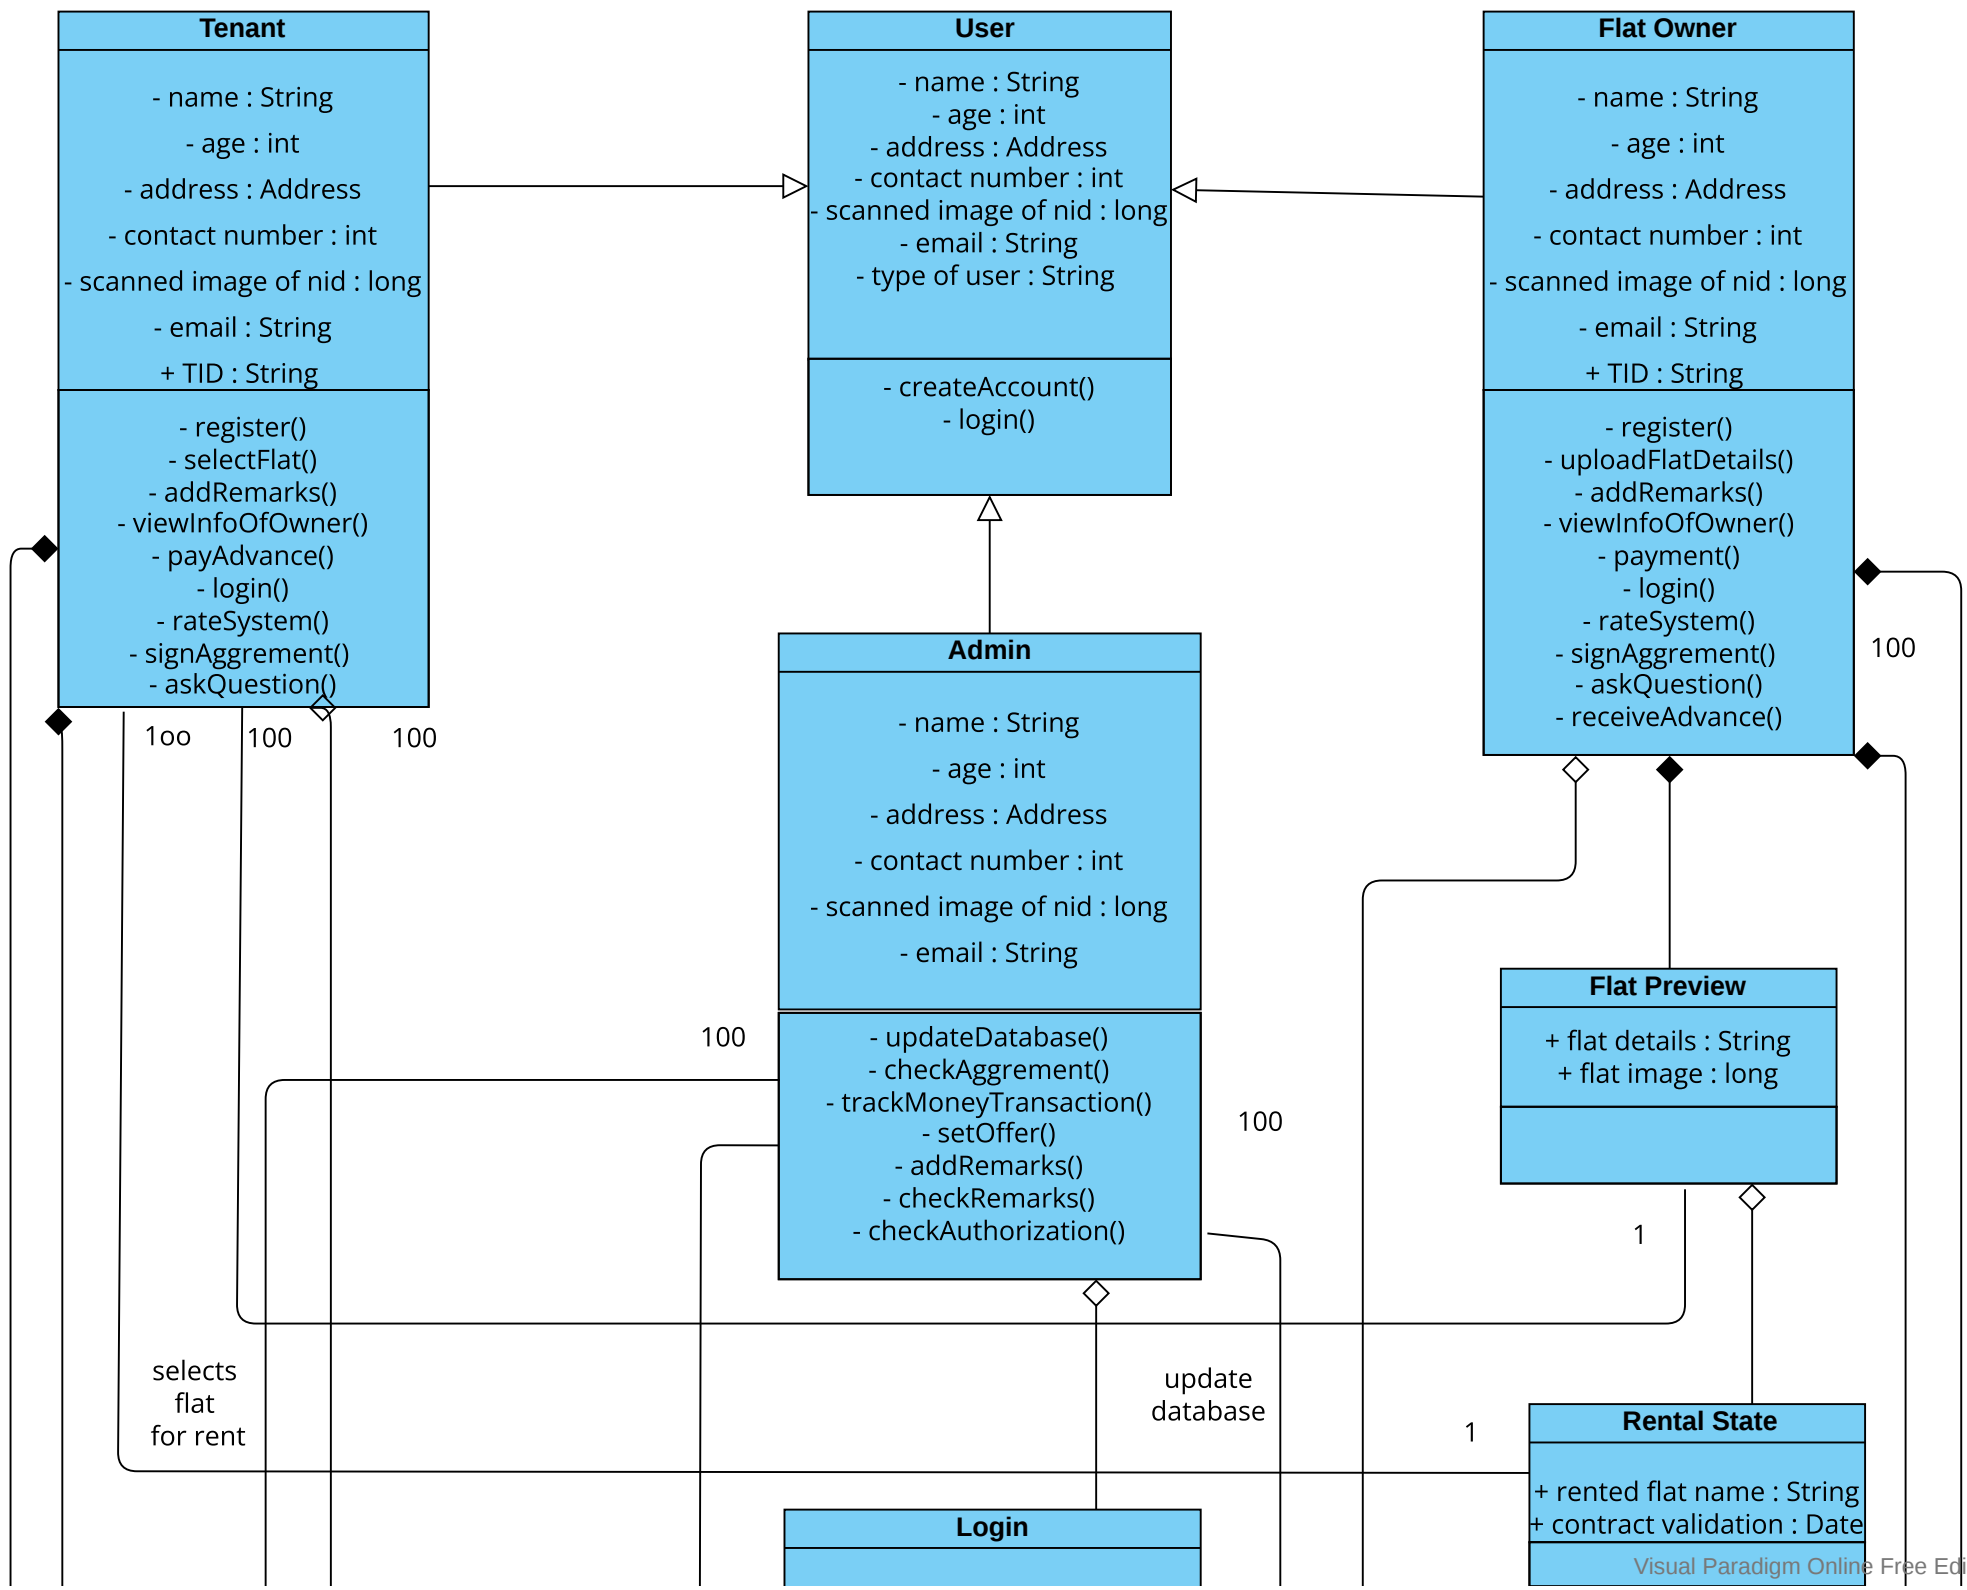 Tenant
- name : String
- age : int
- address : Address
- contact number : int
- scanned image of nid : long
- email : String
+ TID : String
- register()
- selectFlat()
- addRemarks()
- viewInfoOfOwner()
- payAdvance()
- login()
- rateSystem()
- signAggrement()
- askQuestion()
1oo
100
100
User
- name : String
- age : int
- address : Address
- contact number : int
- scanned image of nid : long
- email : String
- type of user : String
- createAccount()
- login()
Flat Owner
- name : String
- age : int
- address : Address
- contact number : int
- scanned image of nid : long
- email : String
+ TID : String
- register()
- uploadFlatDetails()
- addRemarks()
- viewInfoOfOwner()
- payment()
- login()
- rateSystem()
- signAggrement()
- askQuestion()
- receiveAdvance()
100
Admin
- name : String
- age : int
- address : Address
- contact number : int
- scanned image of nid : long
- email : String
- updateDatabase()
- checkAggrement()
- trackMoneyTransaction()
- setOffer()
- addRemarks()
- checkRemarks()
- checkAuthorization()
100
100
Flat Preview
+ flat details : String
+ flat image : long
1
selects
flat
for rent
update
database
1
Rental State
+ rented flat name : String
+ contract validation : Date
Login
Visual Paradigm Online Free Edi